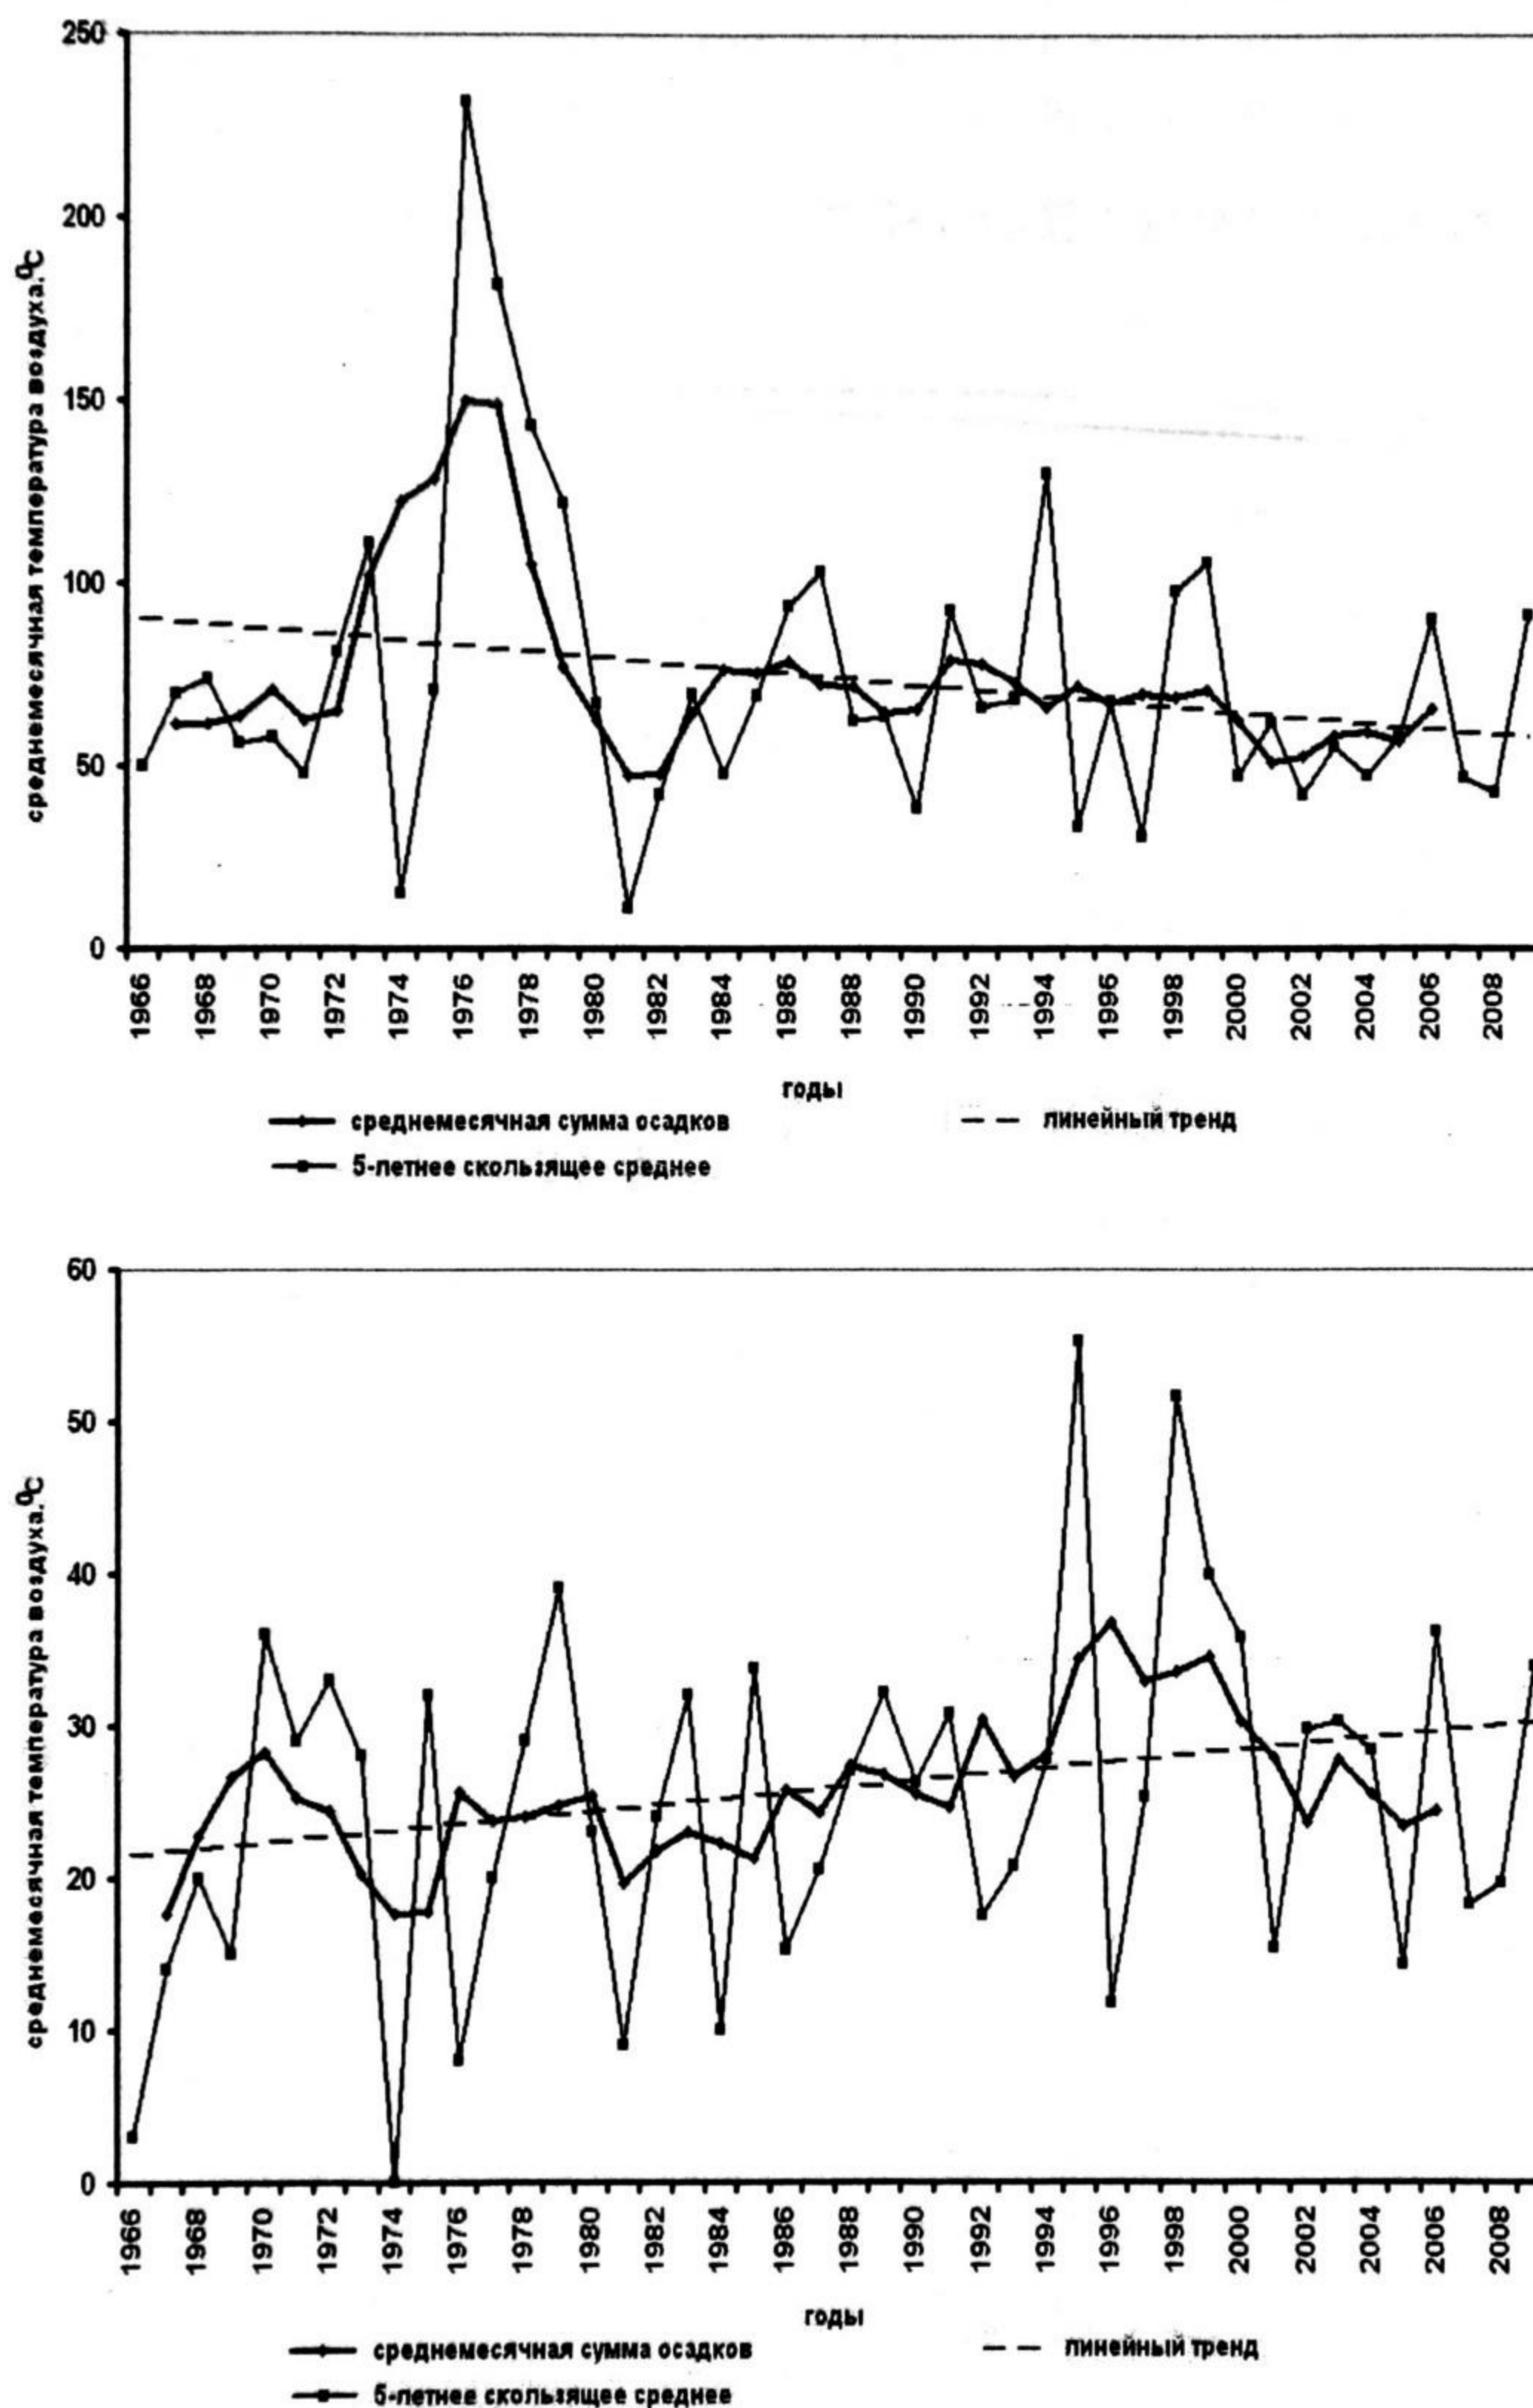 250
200
150
100
50
0
среднемесячная температура воздуха,⁰С
1966 1968 1970 1972 1974 1976 1978 1980 1982 1984 1986 1988 1990 1992 1994 1996 1998 2000 2002 2004 2006 2008
годы
среднемесячная сумма осадков
линейный тренд
5-летнее скользящее среднее
60
50
40
30
20
10
0
среднемесячная температура воздуха,⁰С
1966 1968 1970 1972 1974 1976 1978 1980 1982 1984 1986 1988 1990 1992 1994 1996 1998 2000 2002 2004 2006 2008
годы
среднемесячная сумма осадков
линейный тренд
5-летнее скользящее среднее